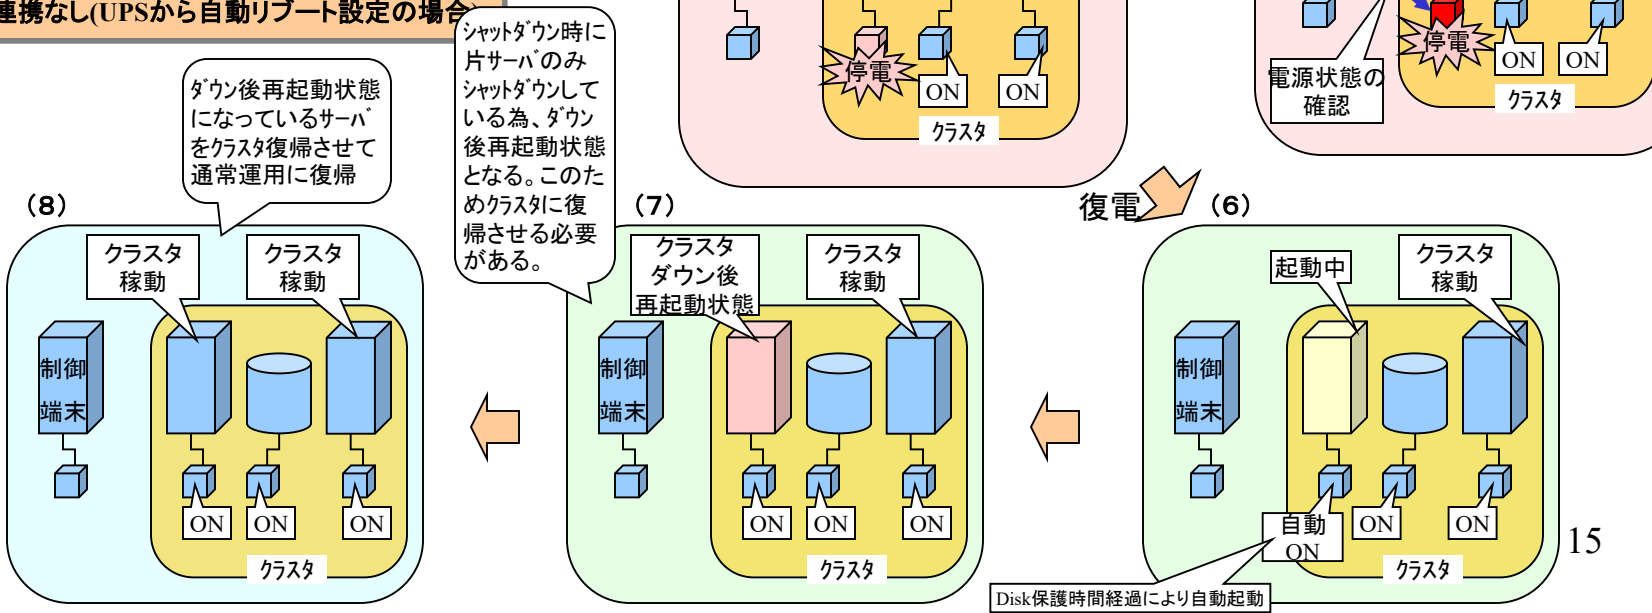 連携なし(UPSから自動リブート設定の場合)
停電
ON
ON
クラスタ
停電
ON
ON
クラスタ
電源状態の
確認
復電
(8)
ﾀﾞｳﾝ後再起動状態
になっているｻｰﾊﾞ
をｸﾗｽﾀ復帰させて
通常運用に復帰
クラスタ
稼動
クラスタ
稼動
制御
端末
ON
ON
ON
クラスタ
(7)
ｼｬｯﾄﾀﾞｳﾝ時に
片ｻｰﾊﾞのみ
ｼｬｯﾄﾀﾞｳﾝして
いる為、ﾀﾞｳﾝ
後再起動状態
となる。このた
めｸﾗｽﾀに復
帰させる必要
がある。
クラスタ
ダウン後
再起動状態
クラスタ
稼動
制御
端末
ON
ON
ON
クラスタ
(6)
起動中
クラスタ
稼動
制御
端末
自動
ON
ON
ON
クラスタ
Disk保護時間経過により自動起動
15